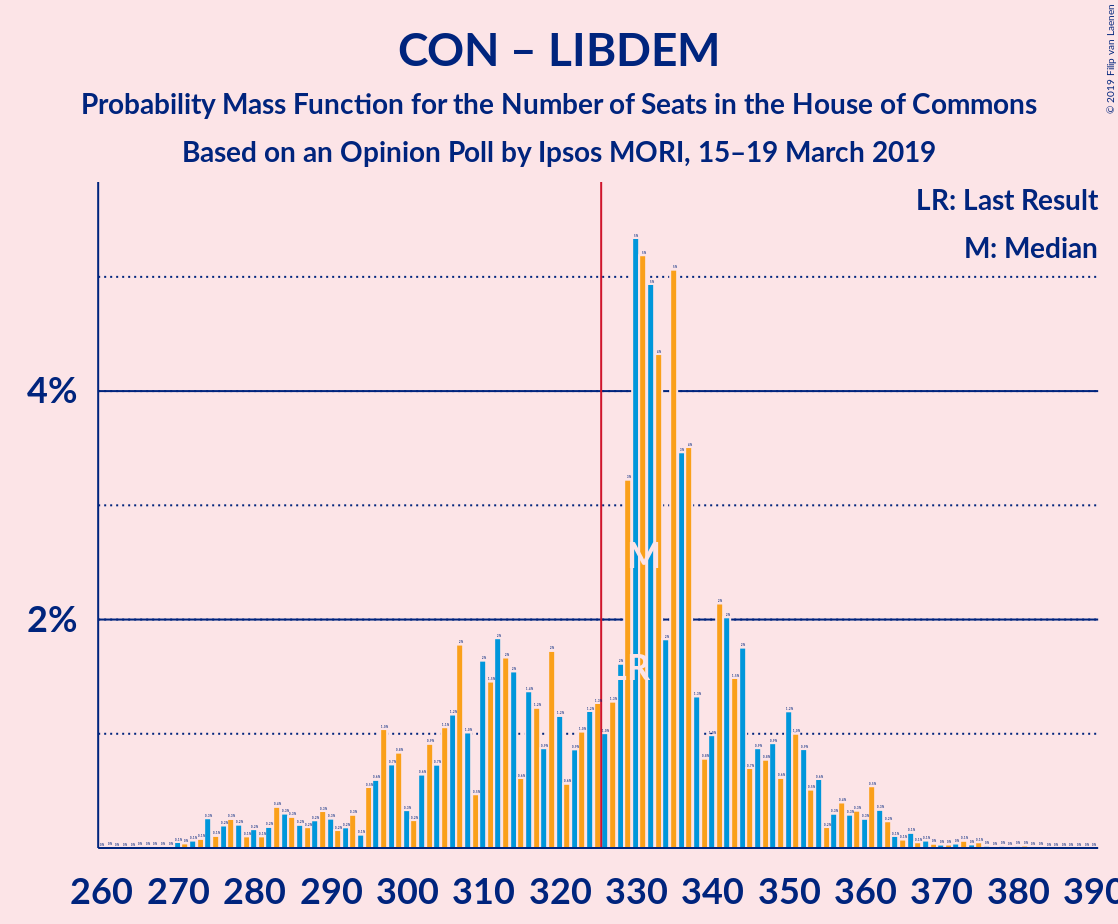 CON – LIBDEM
Probability Mass Function for the Number of Seats in the House of Commons
Based on an Opinion Poll by Ipsos MORI, 15–19 March 2019
© 2019 Filip van Laenen
LR: Last Result
M: Median
4%
2%
M
LR
260 270 280 290 300 310 320 330 340 350 360 370 380 390